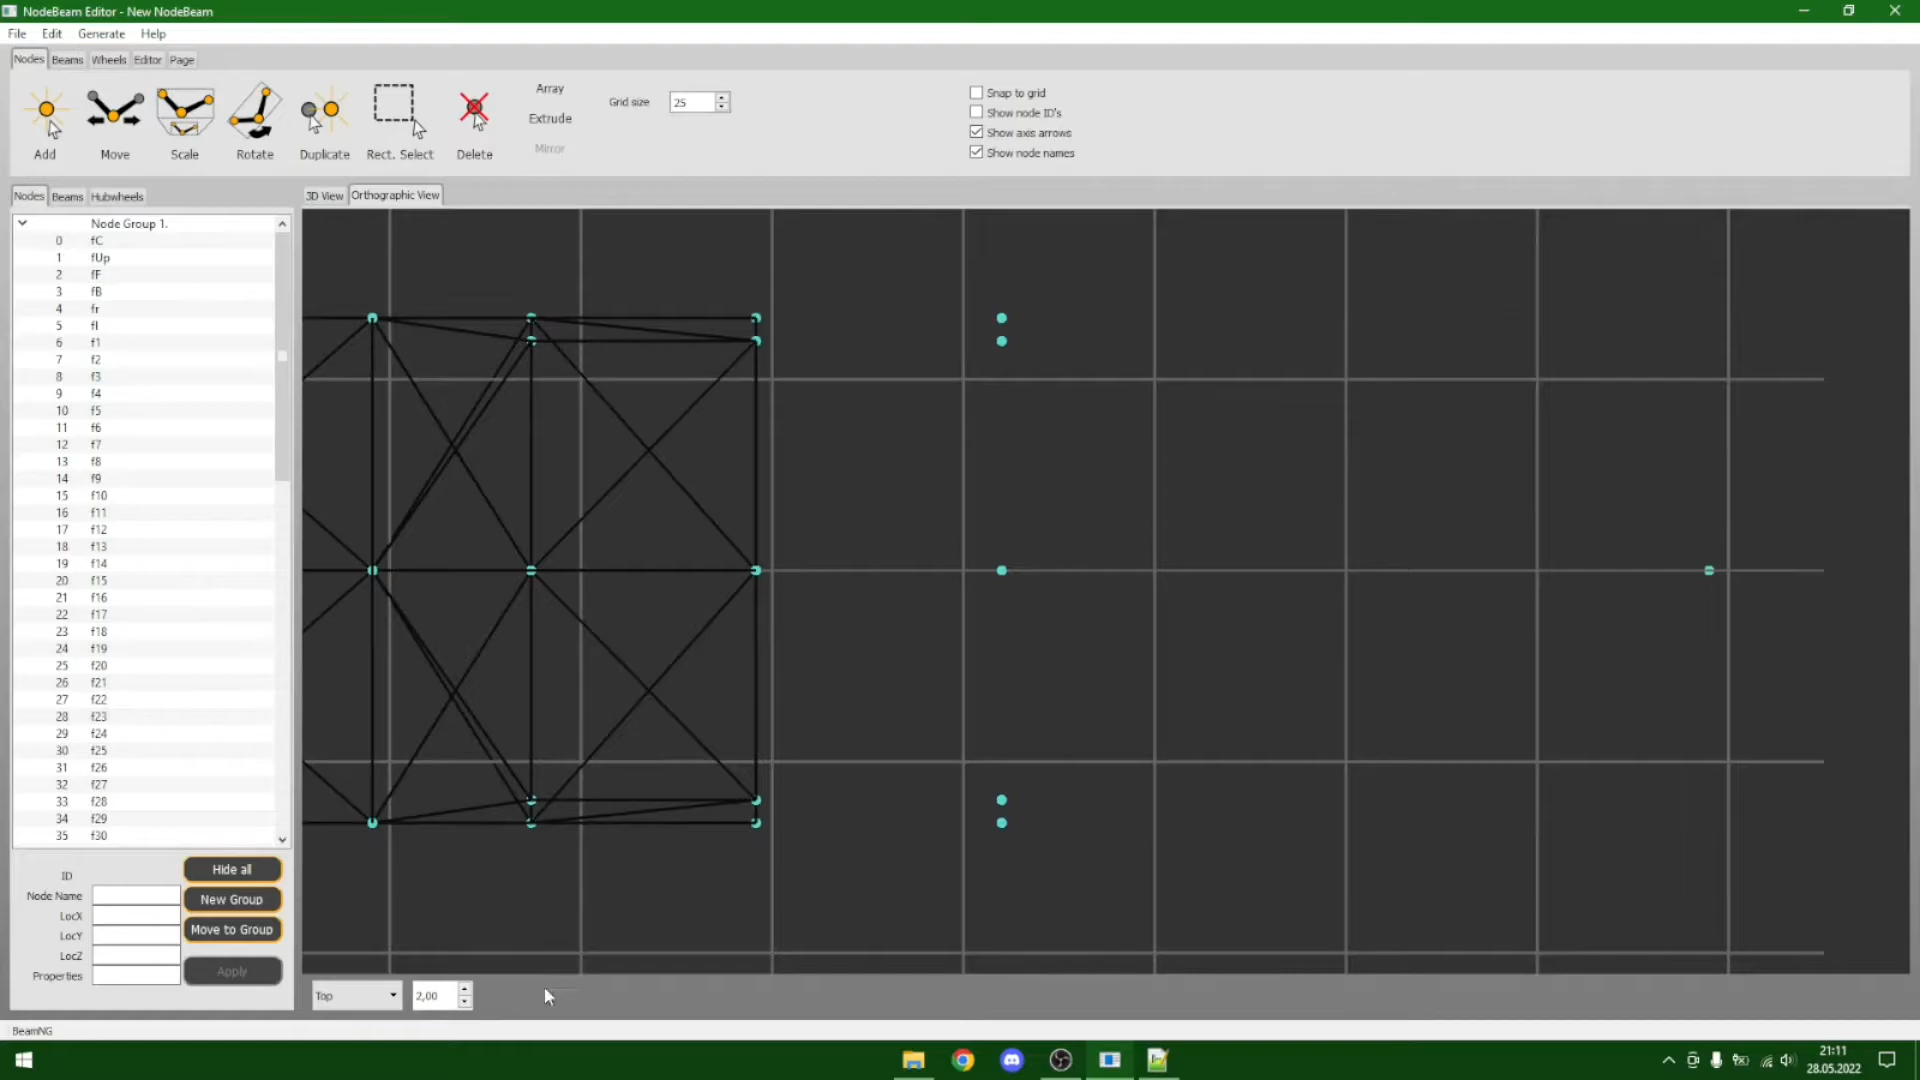 NodeBeam Editor - New NodeBeam
File Edit Generate Help
Nodes Beams Wheels Editor Page
Add Move Scale Rotate Duplicate Rect. Select Delete
Array
Extrude
Mirror
Grid size 25
Snap to grid
Show node ID's
Show axis arrows
Show node names
Nodes Beams Hubwheels
3D View Orthographic View
Node Group 1.
0 fC
1 fUp
2 fF
3 fB
4 fr
5 fl
6 f1
7 f2
8 f3
9 f4
10 f5
11 f6
12 f7
13 f8
14 f9
15 f10
16 f11
17 f12
18 f13
19 f14
20 f15
21 f16
22 f17
23 f18
24 f19
25 f20
26 f21
27 f22
28 f23
29 f24
30 f25
31 f26
32 f27
33 f28
34 f29
35 f30
ID
Node Name
LocX
LocY
LocZ
Properties
Hide all
New Group
Move to Group
Apply
Top 2,00
BeamNG
21:11
28.05.2022